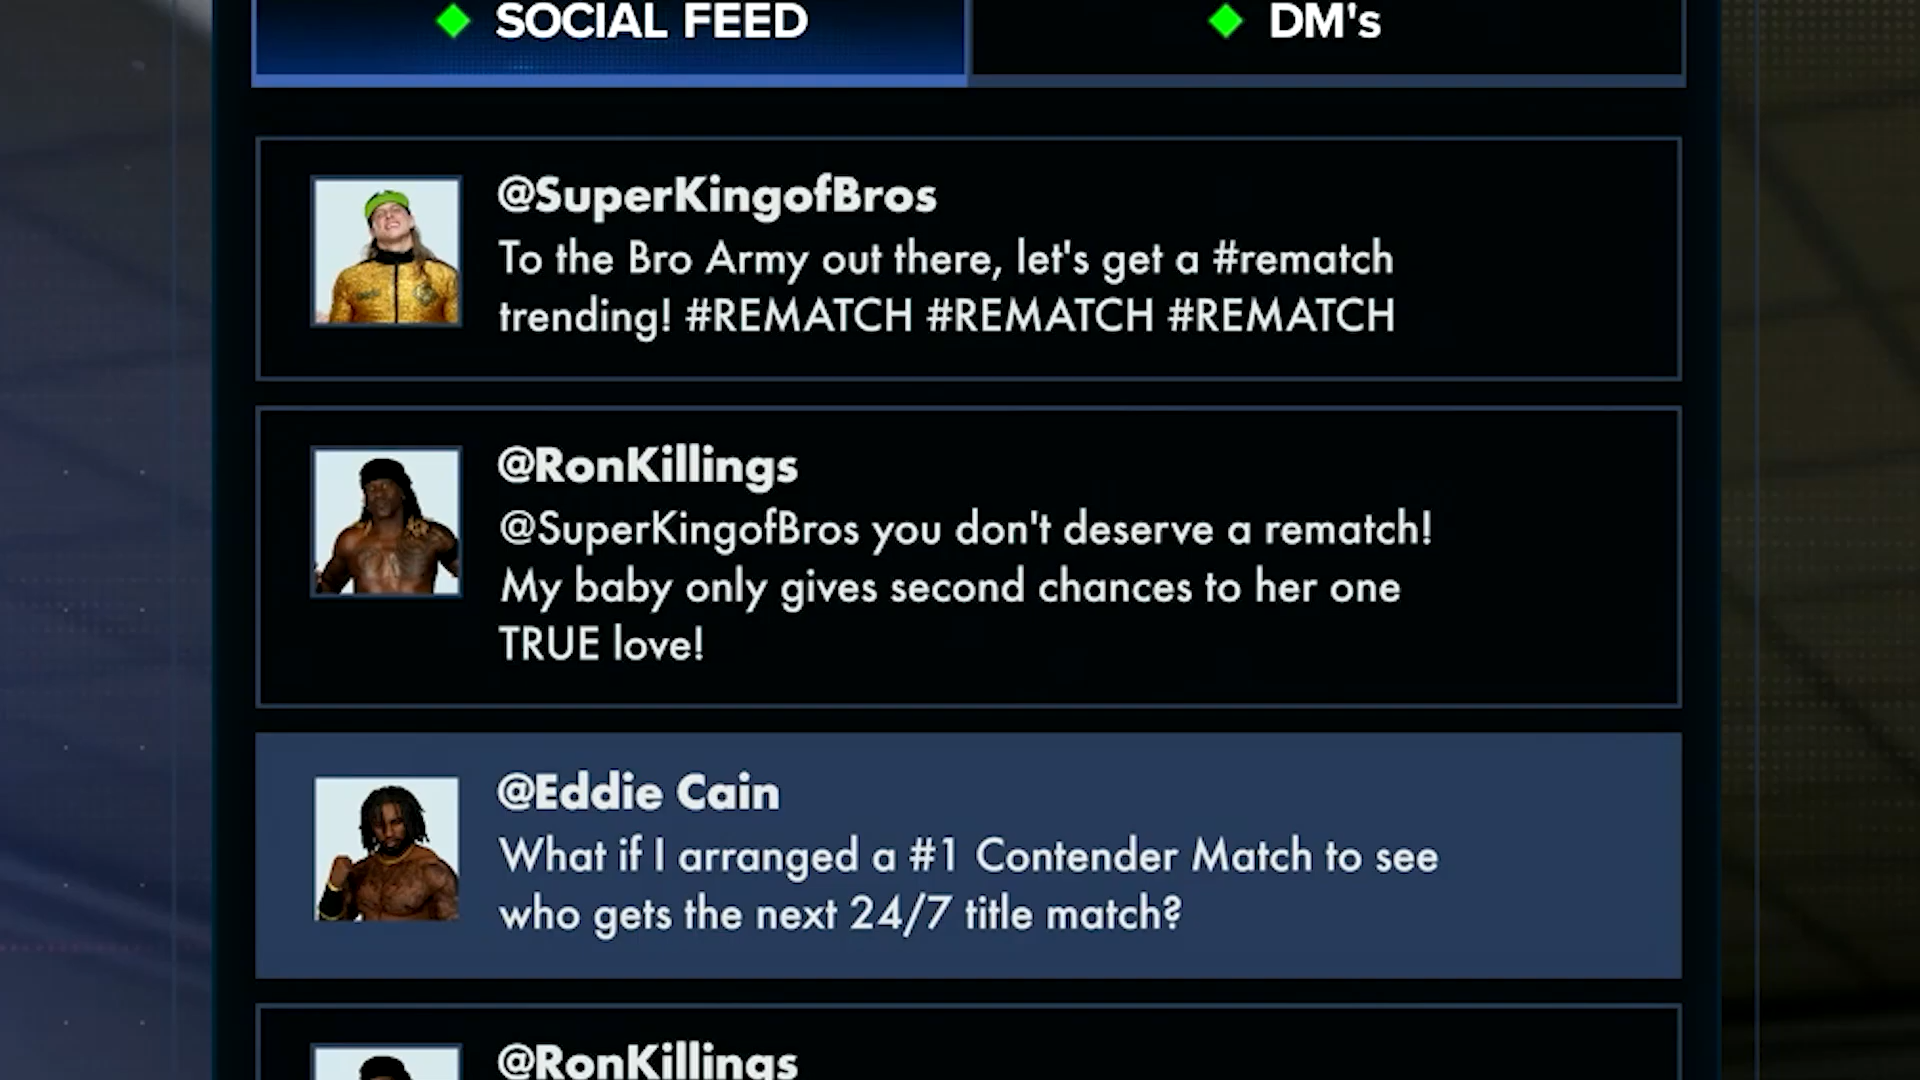 SOCIAL FEED
DM's
@SuperKingofBros
To the Bro Army out there, let's get a #rematch
trending! #REMATCH #REMATCH #REMATCH
@RonKillings
@SuperKingofBros you don't deserve a rematch!
My baby only gives second chances to her one
TRUE love!
@Eddie Cain
What if I arranged a #1 Contender Match to see
who gets the next 24/7 title match?
@RonKillings